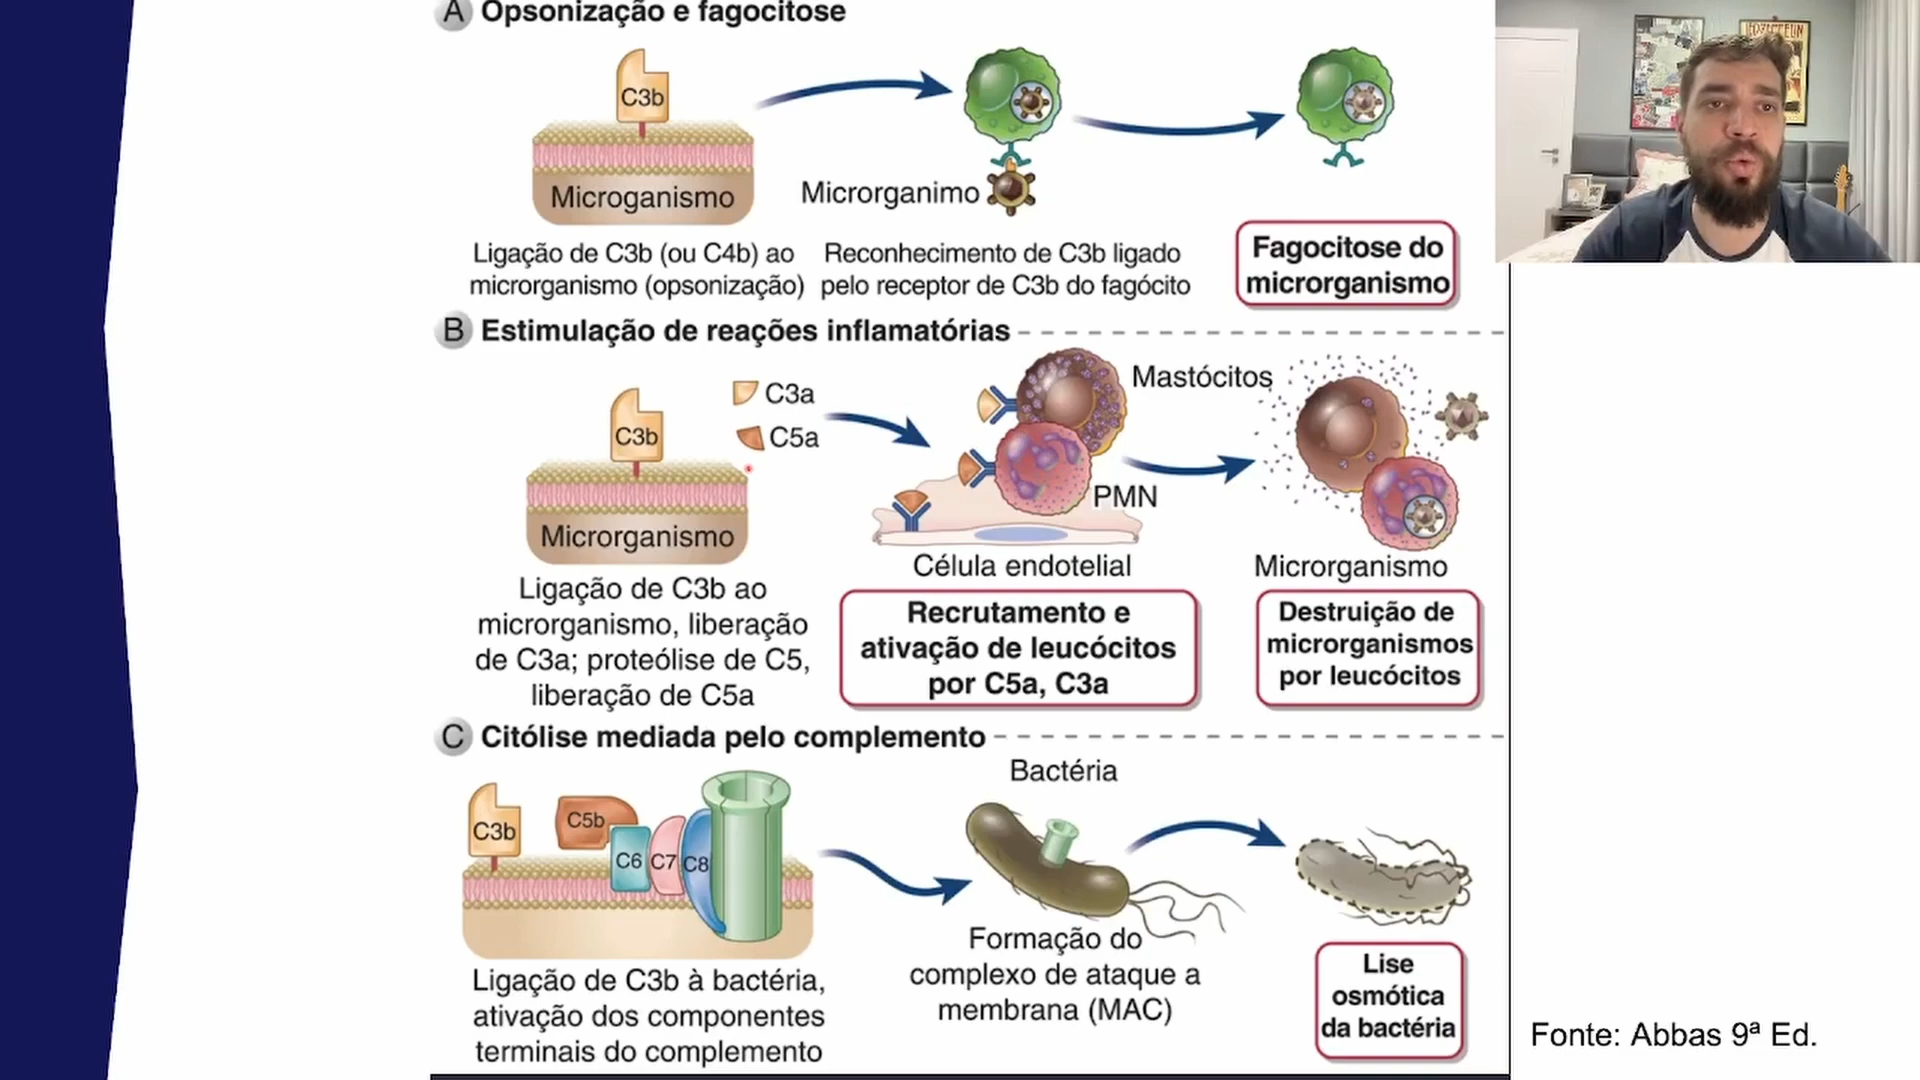 A Opsonização e fagocitose
C3b
Microganismo
Microrganimo
Ligação de C3b (ou C4b) ao
microrganismo (opsonização)
Reconhecimento de C3b ligado
pelo receptor de C3b do fagócito
Fagocitose do
microrganismo
B Estimulação de reações inflamatórias
C3a
C5a
C3b
Microrganismo
Mastócitos
PMN
Célula endotelial
Microrganismo
Ligação de C3b ao
microrganismo, liberação
de C3a; proteólise de C5,
liberação de C5a
Recrutamento e
ativação de leucócitos
por C5a, C3a
Destruição de
microrganismos
por leucócitos
C Citólise mediada pelo complemento
C3b
C5b
C6
C7
C8
Bactéria
Ligação de C3b à bactéria,
ativação dos componentes
terminais do complemento
Formação do
complexo de ataque a
membrana (MAC)
Lise
osmótica
da bactéria
Fonte: Abbas 9ª Ed.
LED ZEPPELIN